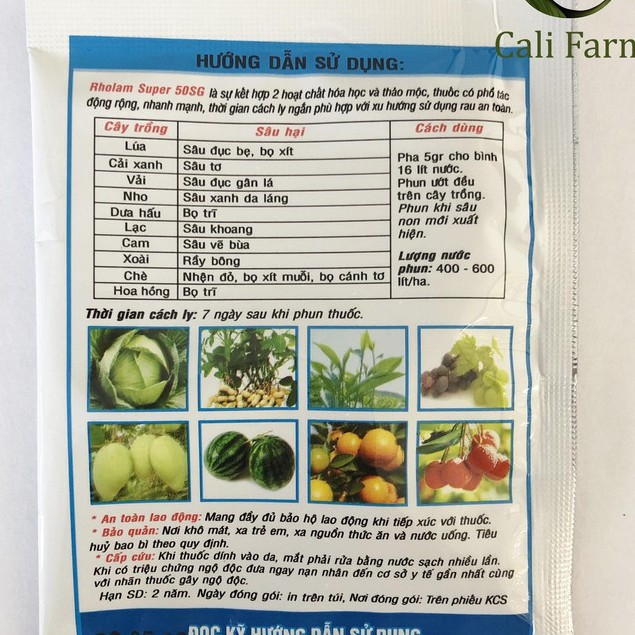 Cali Farm
HƯỚNG DẪN SỬ DỤNG:
Rholam Super 50SG là sự kết hợp 2 hoạt chất hóa học và thảo mộc, thuốc có phổ tác
động rộng, nhanh mạnh, thời gian cách ly ngắn phù hợp với xu hướng sử dụng rau an toàn.
Cây trồng Sâu hại Cách dùng
Lúa Sâu đục bẹ, bọ xít
Cải xanh Sâu tơ
Vải Sâu đục gân lá
Nho Sâu xanh da láng
Dưa hấu Bọ trĩ
Lạc Sâu khoang
Cam Sâu vẽ bùa
Xoài Rầy bông
Chè Nhện đỏ, bọ xít muỗi, bọ cánh tơ
Hoa hồng Bọ trĩ
Pha 5gr cho bình
16 lít nước.
Phun ướt đều
trên cây trồng.
Phun khi sâu
non mới xuất
hiện.
Lượng nước
phun: 400 - 600
lít/ha.
Thời gian cách ly: 7 ngày sau khi phun thuốc.
* An toàn lao động: Mang đầy đủ bảo hộ lao động khi tiếp xúc với thuốc.
* Bảo quản: Nơi khô mát, xa trẻ em, xa nguồn thức ăn và nước uống. Tiêu
huỷ bao bì theo quy định.
* Cấp cứu: Khi thuốc dính vào da, mắt phải rửa bằng nước sạch nhiều lần.
Khi có triệu chứng ngộ độc đưa ngay nạn nhân đến cơ sở y tế gần nhất cùng
với nhãn thuốc gây ngộ độc.
Hạn SD: 2 năm. Ngày đóng gói: in trên túi, Nơi đóng gói: Trên phiếu KCS
ĐỌC KỸ HƯỚNG DẪN SỬ DỤNG